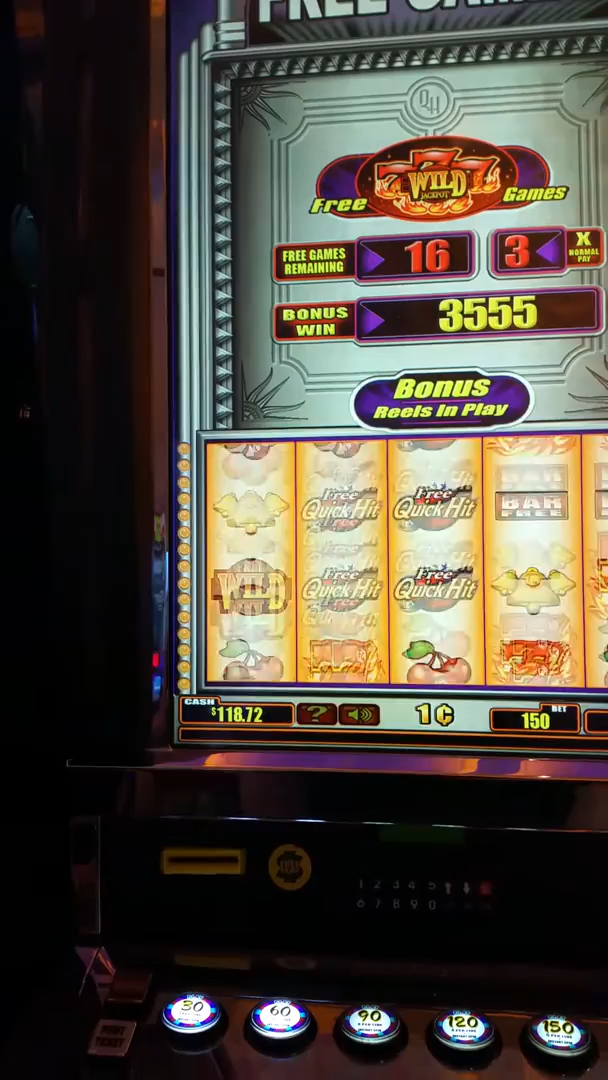 FREE GAM
QH
777
WILD
JACKPOT
Free Games
FREE GAMES
REMAINING
16
3
X
NORMAL
PAY
BONUS
WIN
3555
Bonus
Reels In Play
Free
Quick Hit
Free
Quick Hit
BAR
BAR
WILD
Free
Quick Hit
Free
Quick Hit
CASH
$118.72
?
1¢
BET
150
1 2 3 4 5
6 7 8 9 0
30
60
90
120
150
PRINT
TICKET